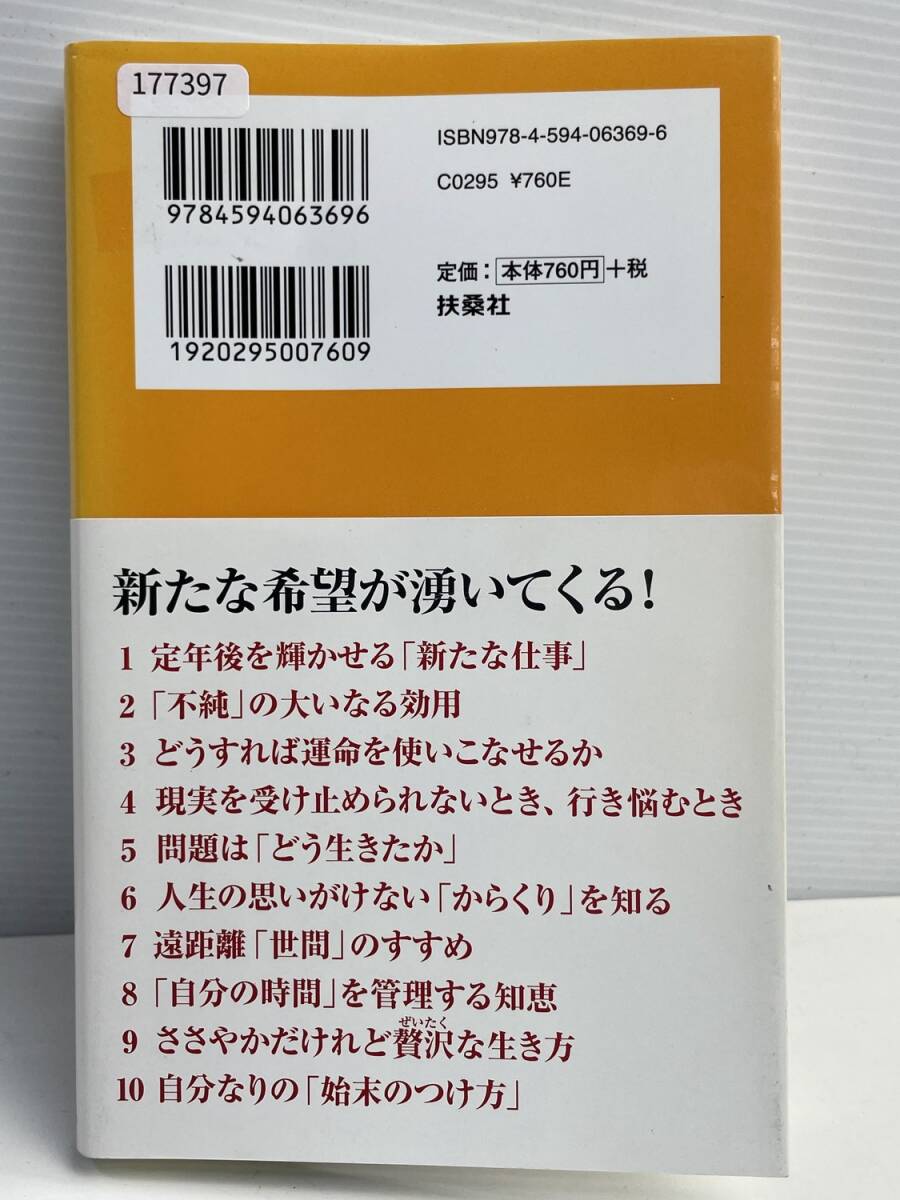 177397
ISBN978-4-594-06369-6
C0295 ¥760E
9784594063696
定価：本体760円+税
扶桑社
1920295007609
新たな希望が湧いてくる！
1 定年後を輝かせる「新たな仕事」
2 「不純」の大いなる効用
3 どうすれば運命を使いこなせるか
4 現実を受け止められないとき、行き悩むとき
5 問題は「どう生きたか」
6 人生の思いがけない「からくり」を知る
7 遠距離「世間」のすすめ
8 「自分の時間」を管理する知恵
ぜいたく
9 ささやかだけれど贅沢な生き方
10 自分なりの「始末のつけ方」